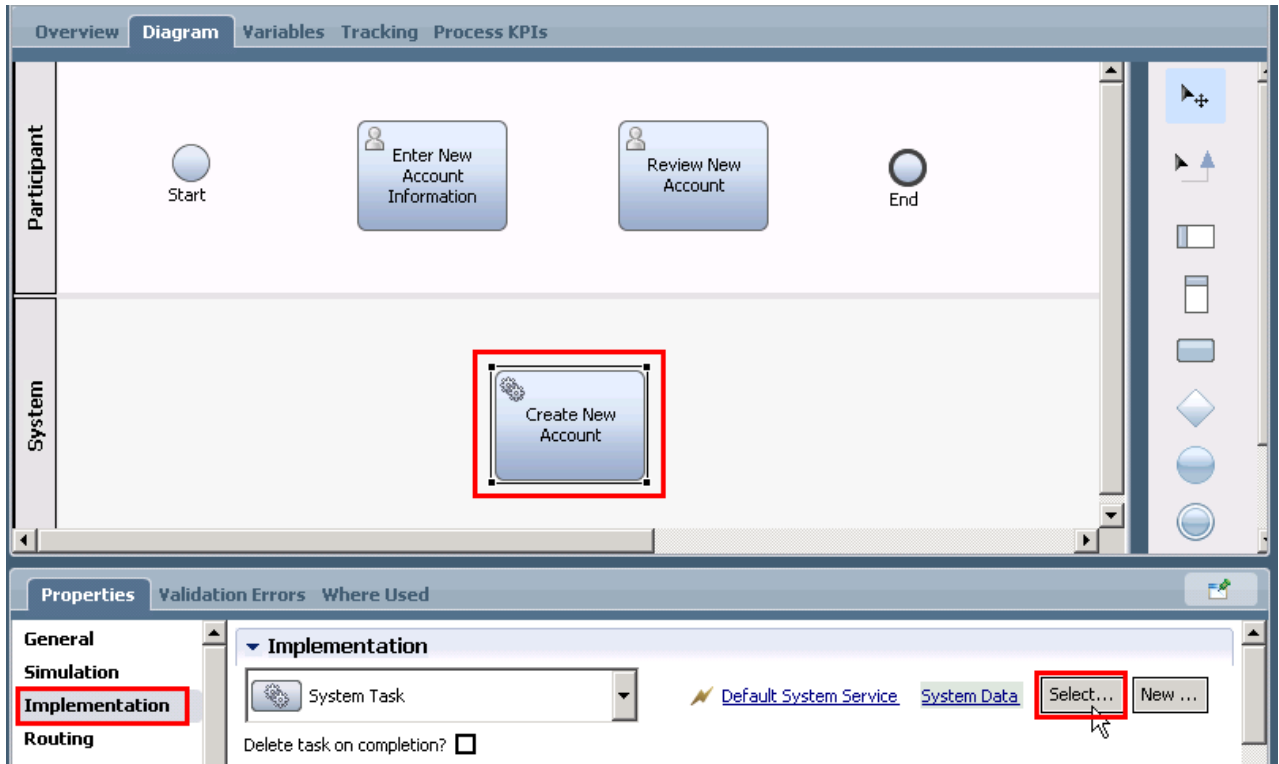 Overview Diagram Variables Tracking Process KPIs
Participant
Start
Enter New
Account
Information
Review New
Account
End
System
Create New
Account
Properties Validation Errors Where Used
General
Simulation
Implementation
Routing
Implementation
System Task
Default System Service System Data Select... New ...
Delete task on completion?